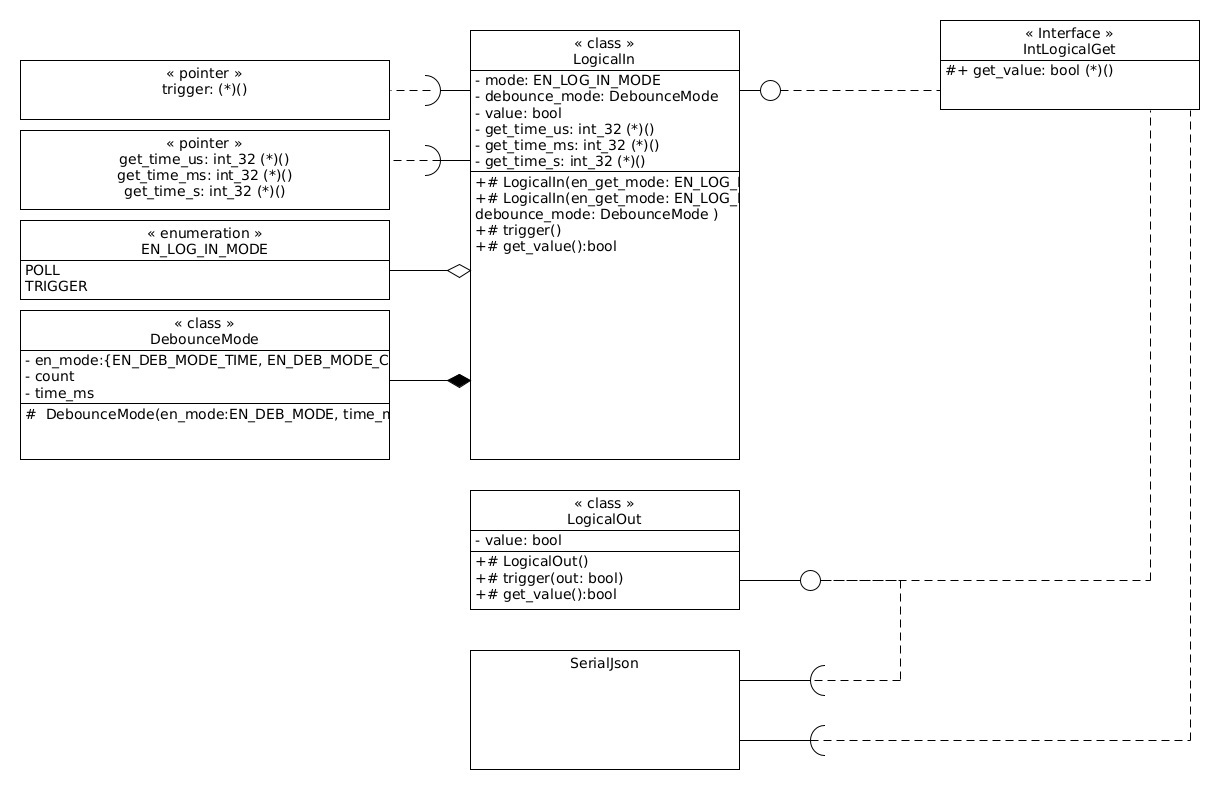 « pointer »
trigger: (*)()
« pointer »
get_time_us: int_32 (*)()
get_time_ms: int_32 (*)()
get_time_s: int_32 (*)()
« enumeration »
EN_LOG_IN_MODE
POLL
TRIGGER
« class »
DebounceMode
- en_mode:{EN_DEB_MODE_TIME, EN_DEB_MODE_C
- count
- time_ms
# DebounceMode(en_mode:EN_DEB_MODE, time_m
« class »
LogicalIn
- mode: EN_LOG_IN_MODE
- debounce_mode: DebounceMode
- value: bool
- get_time_us: int_32 (*)()
- get_time_ms: int_32 (*)()
- get_time_s: int_32 (*)()
+# LogicalIn(en_get_mode: EN_LOG_I
+# LogicalIn(en_get_mode: EN_LOG_I
debounce_mode: DebounceMode )
+# trigger()
+# get_value():bool
« Interface »
IntLogicalGet
#+ get_value: bool (*)()
« class »
LogicalOut
- value: bool
+# LogicalOut()
+# trigger(out: bool)
+# get_value():bool
SerialJson